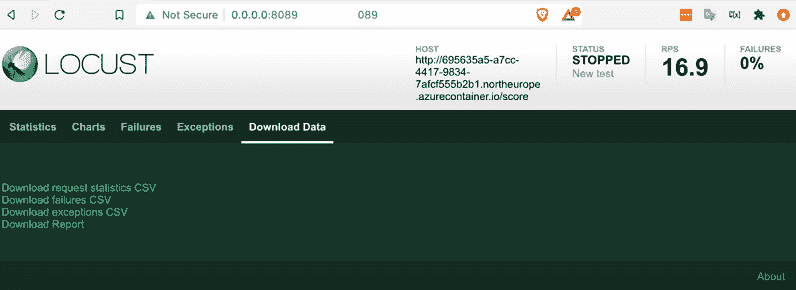 Not Secure 0.0.0.0:8089 089
LOCUST
HOST
http://695635a5-a7cc-
4417-9834-
7afcf555b2b1.northeurope
.azurecontainer.io/score
STATUS
STOPPED
New test
RPS
16.9
FAILURES
0%
Statistics Charts Failures Exceptions Download Data
Download request statistics CSV
Download failures CSV
Download exceptions CSV
Download Report
About